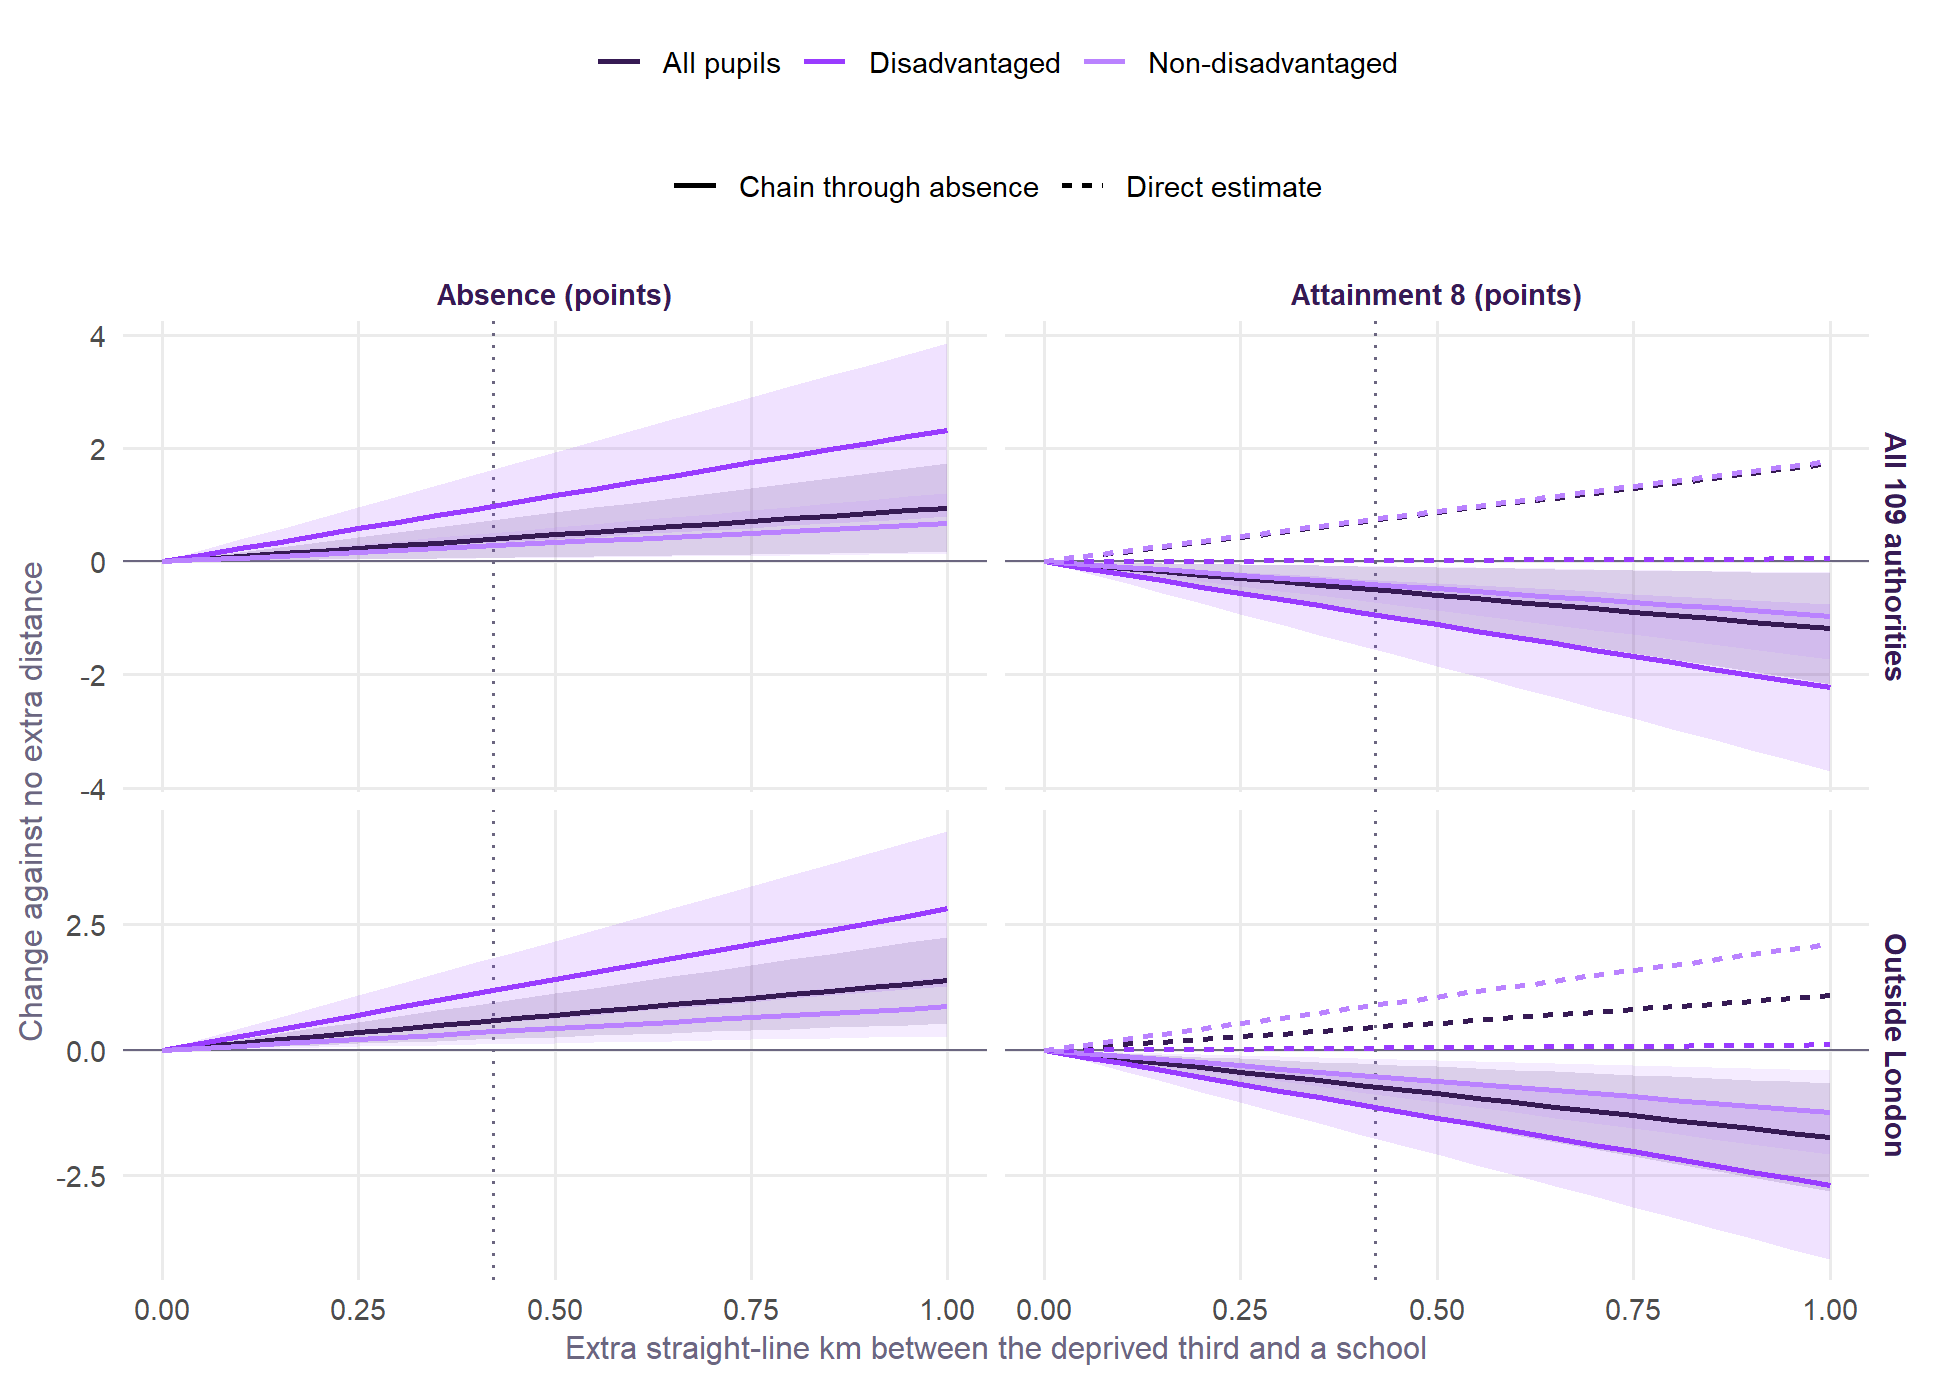 All pupils Disadvantaged Non-disadvantaged
Chain through absence Direct estimate
Absence (points) Attainment 8 (points)
4
2
0
-2
-4
All 109 authorities
2.5
0.0
-2.5
Outside London
Change against no extra distance
0.00 0.25 0.50 0.75 1.00 0.00 0.25 0.50 0.75 1.00
Extra straight-line km between the deprived third and a school